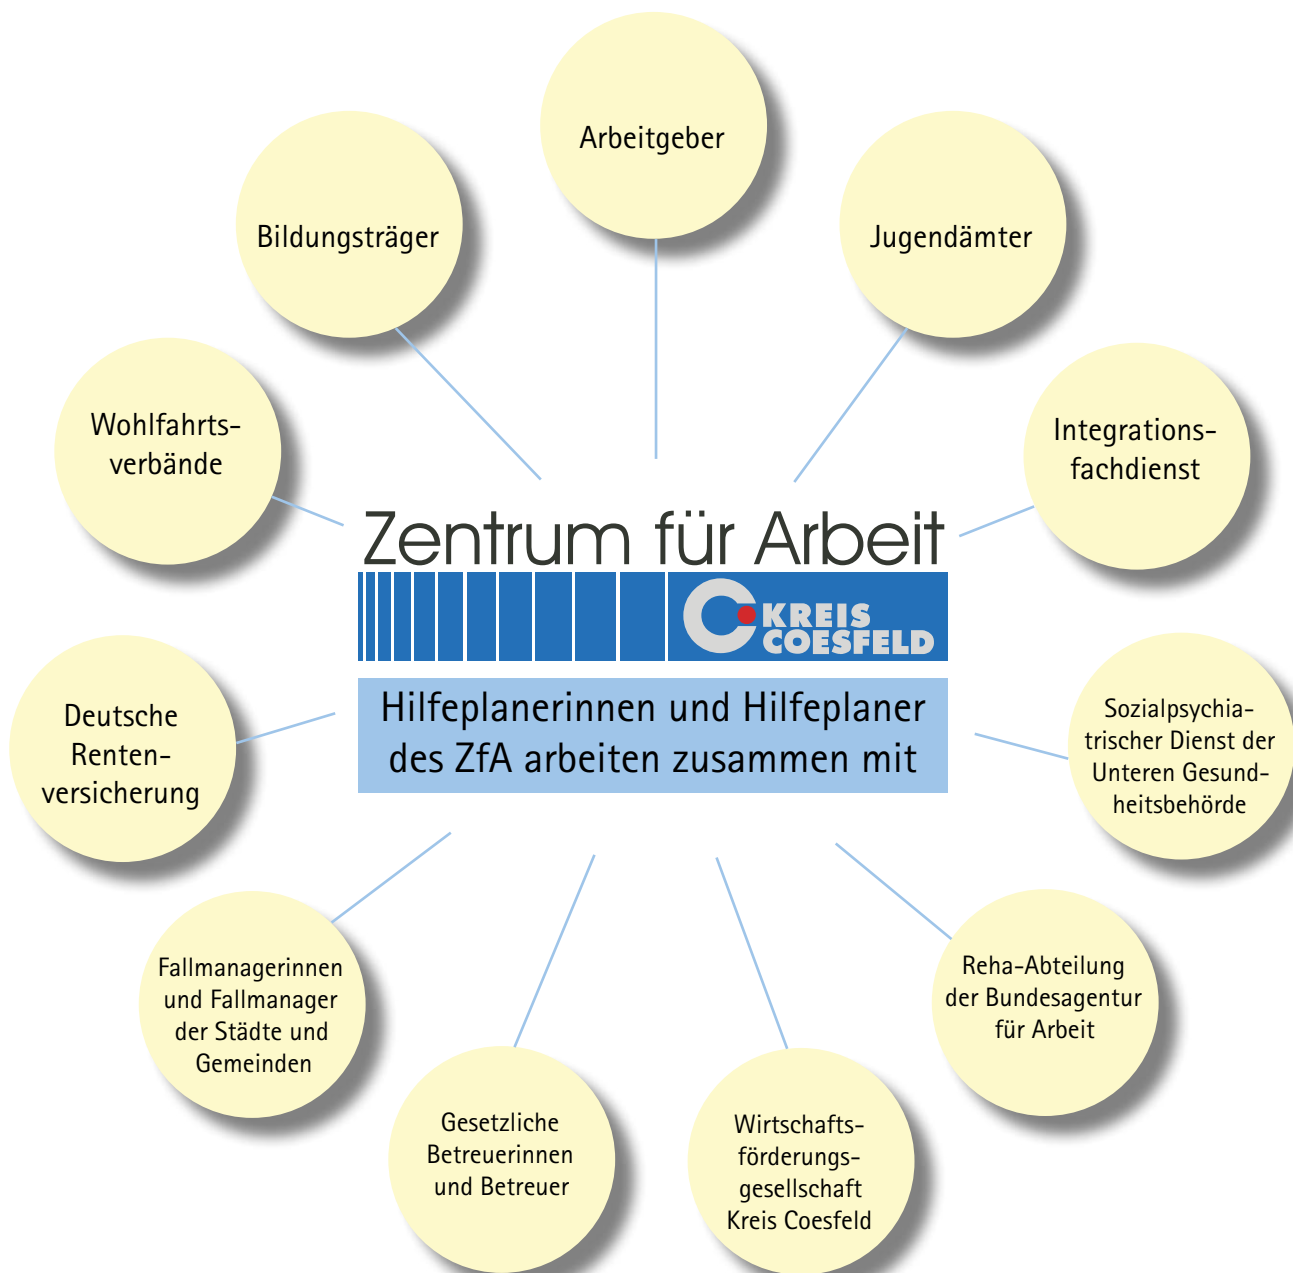 Arbeitgeber
Bildungsträger
Jugendämter
Wohlfahrts-
verbände
Integrations-
fachdienst
Zentrum für Arbeit
KREIS
COESFELD
Hilfeplanerinnen und Hilfeplaner
des ZfA arbeiten zusammen mit
Deutsche
Renten-
versicherung
Sozialpsychia-
trischer Dienst der
Unteren Gesund-
heitsbehörde
Fallmanagerinnen
und Fallmanager
der Städte und
Gemeinden
Reha-Abteilung
der Bundesagentur
für Arbeit
Gesetzliche
Betreuerinnen
und Betreuer
Wirtschafts-
förderungs-
gesellschaft
Kreis Coesfeld